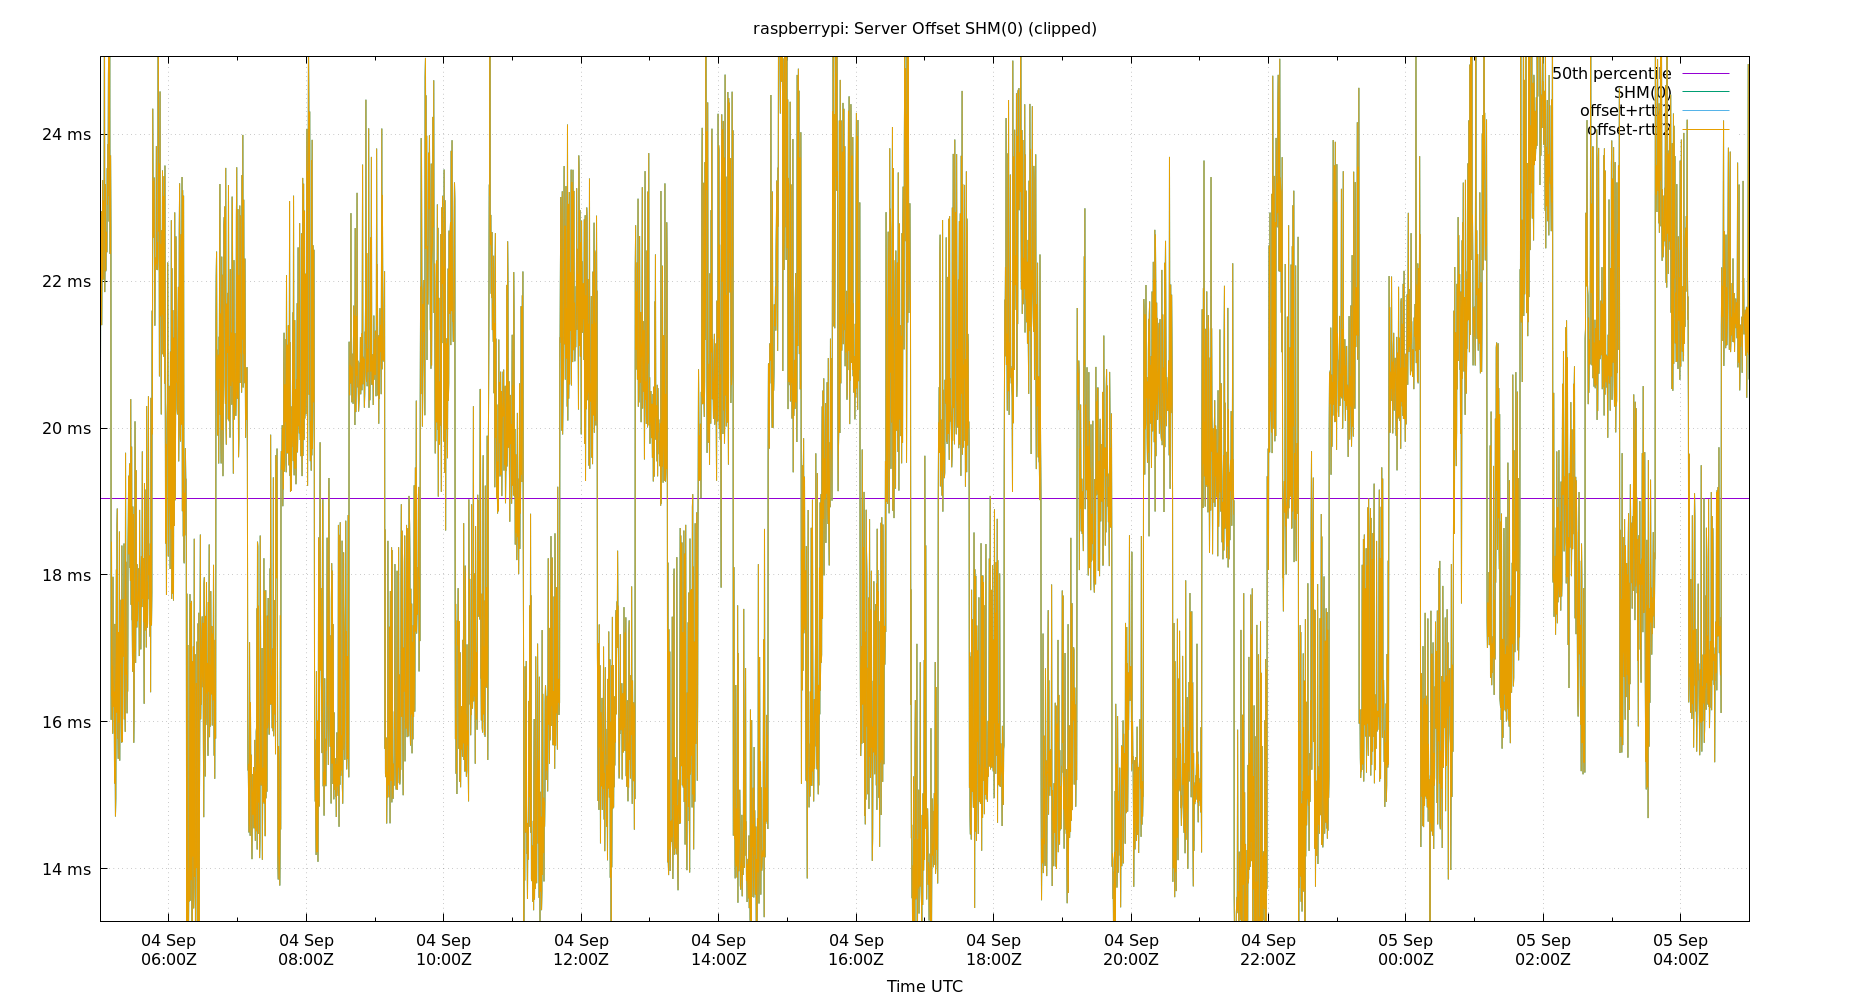 raspberrypi: Server Offset SHM(0) (clipped)
50th percentile
SHM(0)
offset+rtt/2
offset-rtt/2
24 ms
22 ms
20 ms
18 ms
16 ms
14 ms
04 Sep 04 Sep 04 Sep 04 Sep 04 Sep 04 Sep 04 Sep 04 Sep 04 Sep 05 Sep 05 Sep 05 Sep
06:00Z 08:00Z 10:00Z 12:00Z 14:00Z 16:00Z 18:00Z 20:00Z 22:00Z 00:00Z 02:00Z 04:00Z
Time UTC